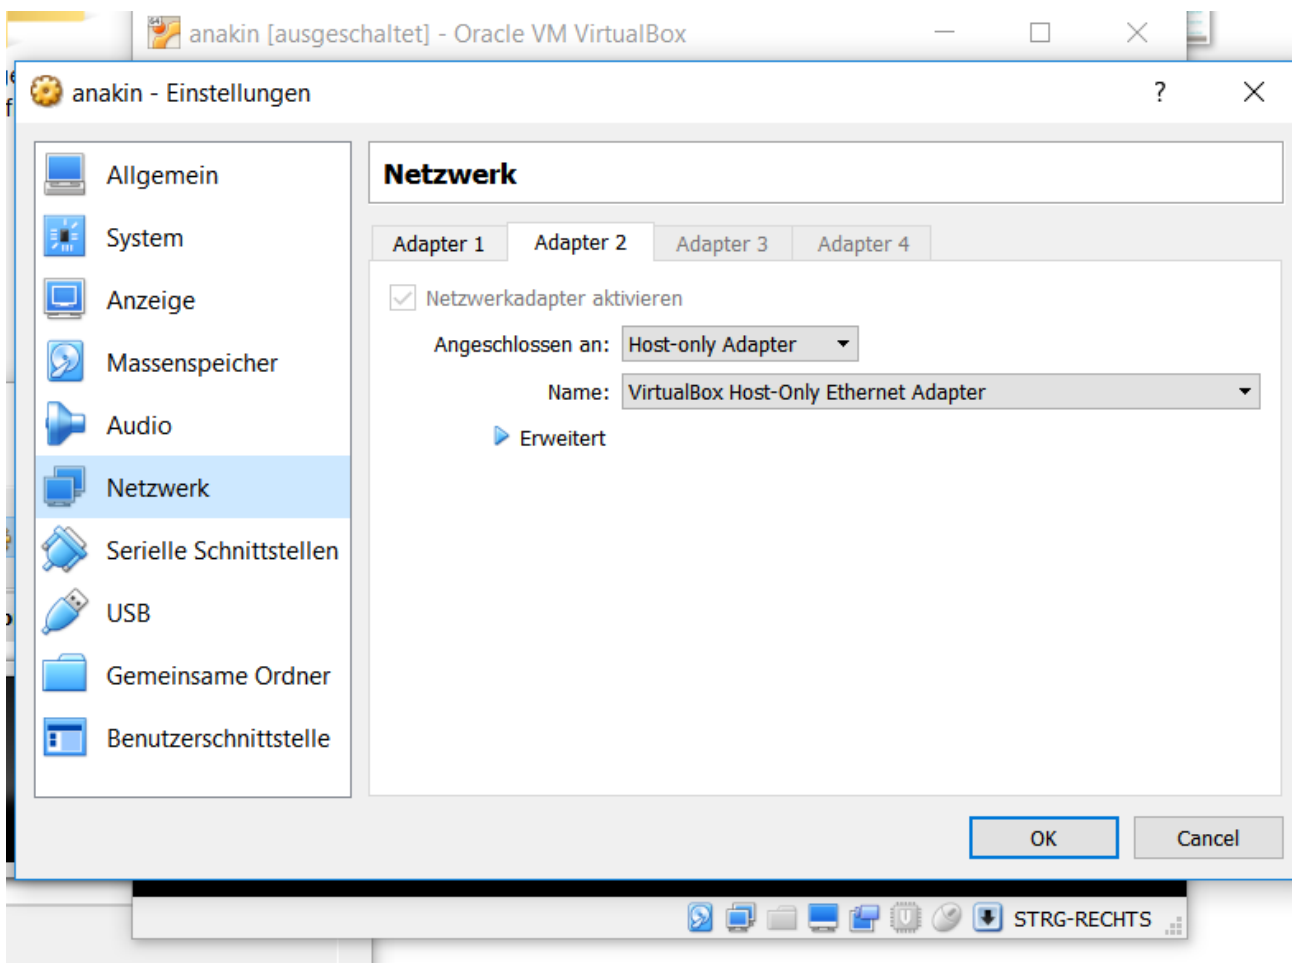 anakin [ausgeschaltet] - Oracle VM VirtualBox
anakin - Einstellungen
?
Allgemein
System
Anzeige
Massenspeicher
Audio
Netzwerk
Serielle Schnittstellen
USB
Gemeinsame Ordner
Benutzerschnittstelle
Netzwerk
Adapter 1 Adapter 2 Adapter 3 Adapter 4
Netzwerkadapter aktivieren
Angeschlossen an: Host-only Adapter
Name: VirtualBox Host-Only Ethernet Adapter
Erweitert
OK Cancel
STRG-RECHTS